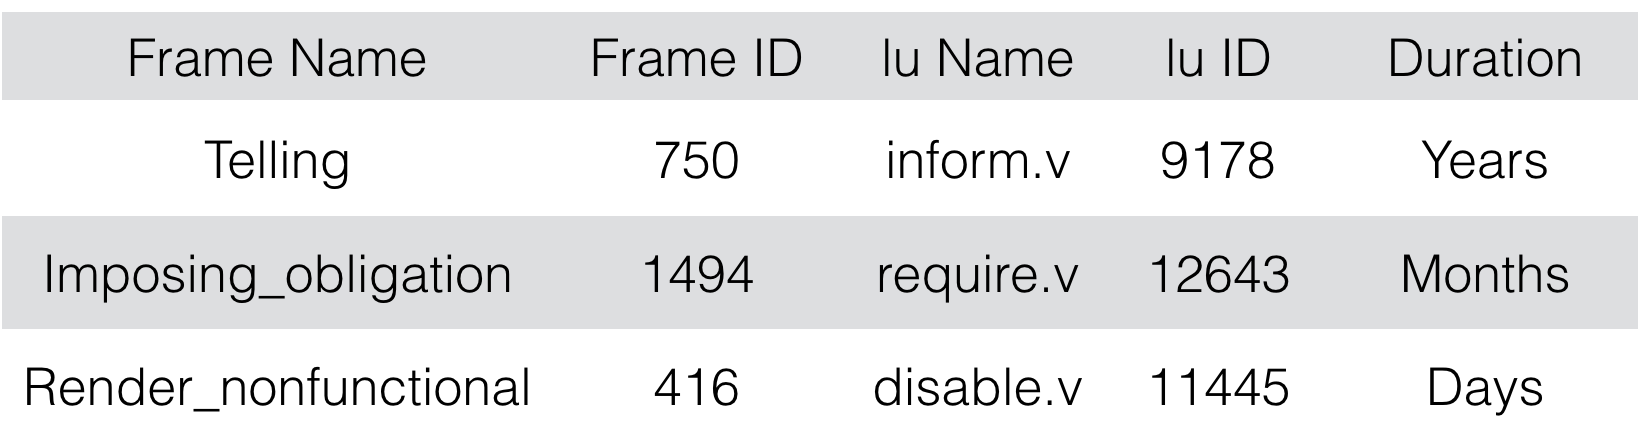 Frame Name Frame ID lu Name lu ID Duration
Telling 750 inform.v 9178 Years
Imposing_obligation 1494 require.v 12643 Months
Render_nonfunctional 416 disable.v 11445 Days